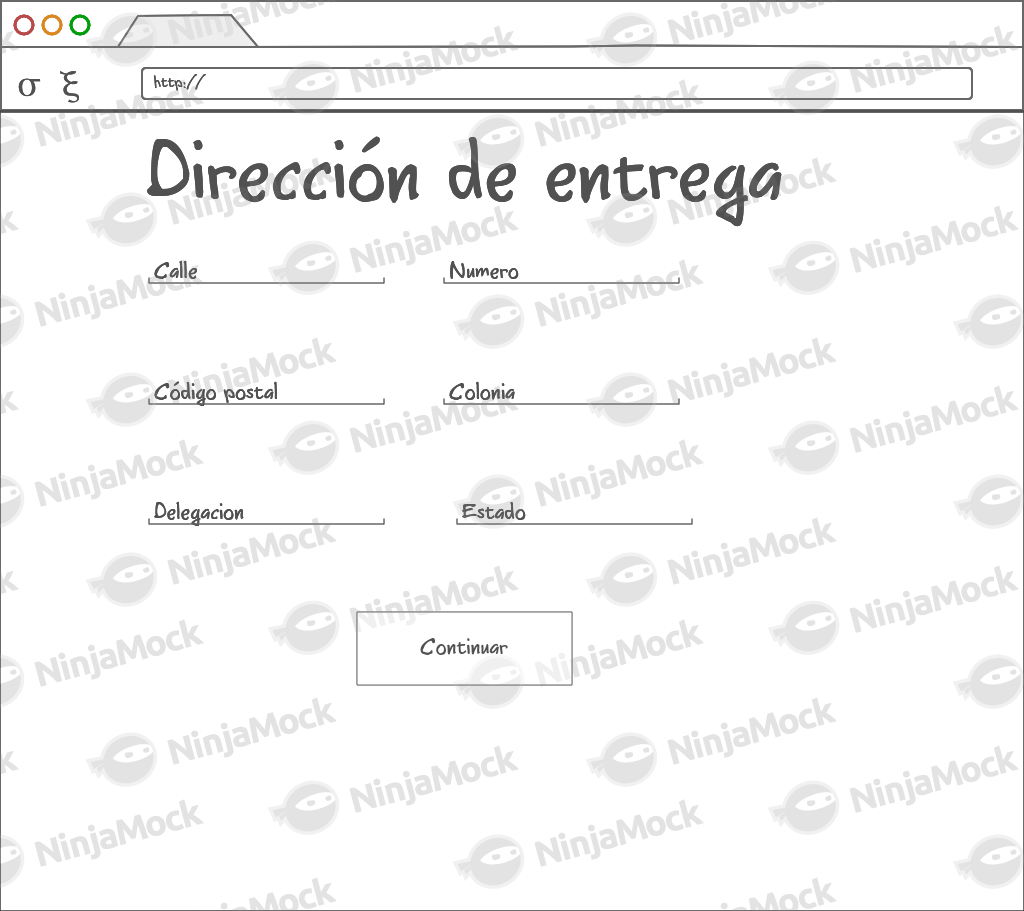 http://
Dirección de entrega
Calle Numero
Código postal Colonia
Delegacion Estado
Continuar
NinjaMock